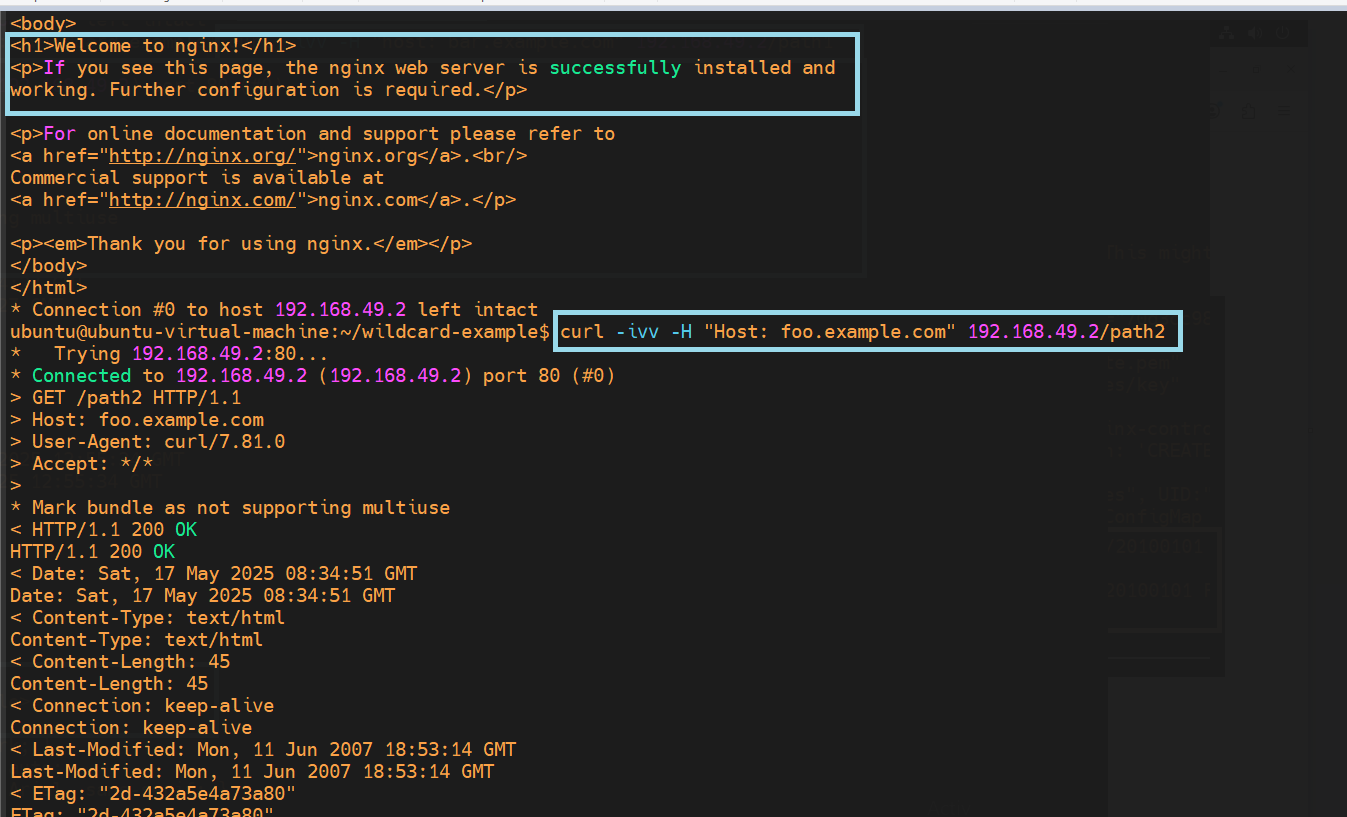 <body>
<h1>Welcome to nginx!</h1>
<p>If you see this page, the nginx web server is successfully installed and
working. Further configuration is required.</p>
<p>For online documentation and support please refer to
<a href="http://nginx.org/">nginx.org</a>.<br/>
Commercial support is available at
<a href="http://nginx.com/">nginx.com</a>.</p>
<p><em>Thank you for using nginx.</em></p>
</body>
</html>
* Connection #0 to host 192.168.49.2 left intact
ubuntu@ubuntu-virtual-machine:~/wildcard-example$ curl -ivv -H "Host: foo.example.com" 192.168.49.2/path2
*   Trying 192.168.49.2:80...
* Connected to 192.168.49.2 (192.168.49.2) port 80 (#0)
> GET /path2 HTTP/1.1
> Host: foo.example.com
> User-Agent: curl/7.81.0
> Accept: */*
>
* Mark bundle as not supporting multiuse
< HTTP/1.1 200 OK
HTTP/1.1 200 OK
< Date: Sat, 17 May 2025 08:34:51 GMT
Date: Sat, 17 May 2025 08:34:51 GMT
< Content-Type: text/html
Content-Type: text/html
< Content-Length: 45
Content-Length: 45
< Connection: keep-alive
Connection: keep-alive
< Last-Modified: Mon, 11 Jun 2007 18:53:14 GMT
Last-Modified: Mon, 11 Jun 2007 18:53:14 GMT
< ETag: "2d-432a5e4a73a80"
ETag: "2d-432a5e4a73a80"